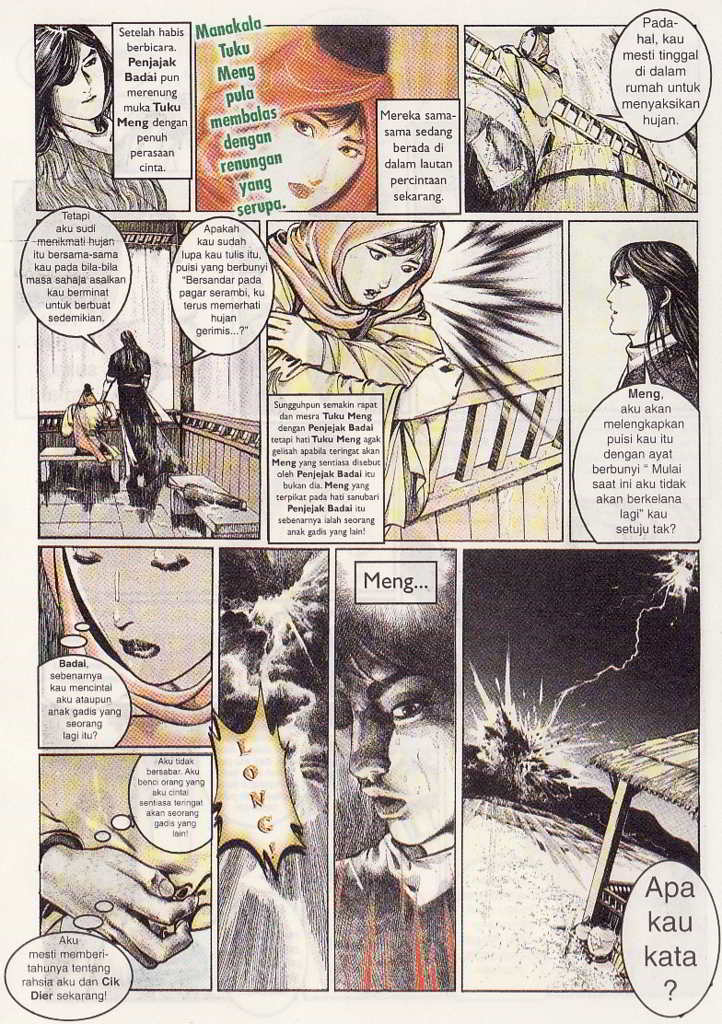 Setelah habis
berbicara.
Penjajak
Badai pun
merenung
muka Tuku
Meng dengan
penuh
perasaan
cinta.
Manakala
Tuku
Meng
pula
membalas
dengan
renungan
yang
serupa.
Mereka sama-
sama sedang
berada di
dalam lautan
percintaan
sekarang.
Pada-
hal, kau
mesti tinggal
di dalam
rumah untuk
menyaksikan
hujan.
Tetapi
aku sudi
menikmati hujan
itu bersama-sama
kau pada bila-bila
masa sahaja asalkan
kau berminat
untuk berbuat
sedemikian.
Apakah
kau sudah
lupa kau tulis itu,
puisi yang berbunyi
"Bersandar pada
pagar serambi, ku
terus memerhati
hujan
gerimis...?"
Sungguhpun semakin rapat
dan mesra Tuku Meng
dengan Penjejak Badai
tetapi hati Tuku Meng agak
gelisah apabila teringat akan
Meng yang sentiasa disebut
oleh Penjejak Badai itu
bukan dia. Meng yang
terpikat pada hati sanubari
Penjejak Badai itu
sebenarnya ialah seorang
anak gadis yang lain!
Meng,
aku akan
melengkapkan
puisi kau itu
dengan ayat
berbunyi " Mulai
saat ini aku tidak
akan berkelana
lagi" kau
setuju tak?
Badai,
sebenarnya
kau mencintai
aku ataupun
anak gadis yang
seorang
lagi itu?
Aku tidak
bersabar. Aku
benci orang yang
aku cintai
sentiasa teringat
akan seorang
gadis yang
lain!
Aku
mesti memberi-
tahunya tentang
rahsia aku dan Cik
Dier sekarang!
LONG!
Meng...
Apa
kau
kata
?